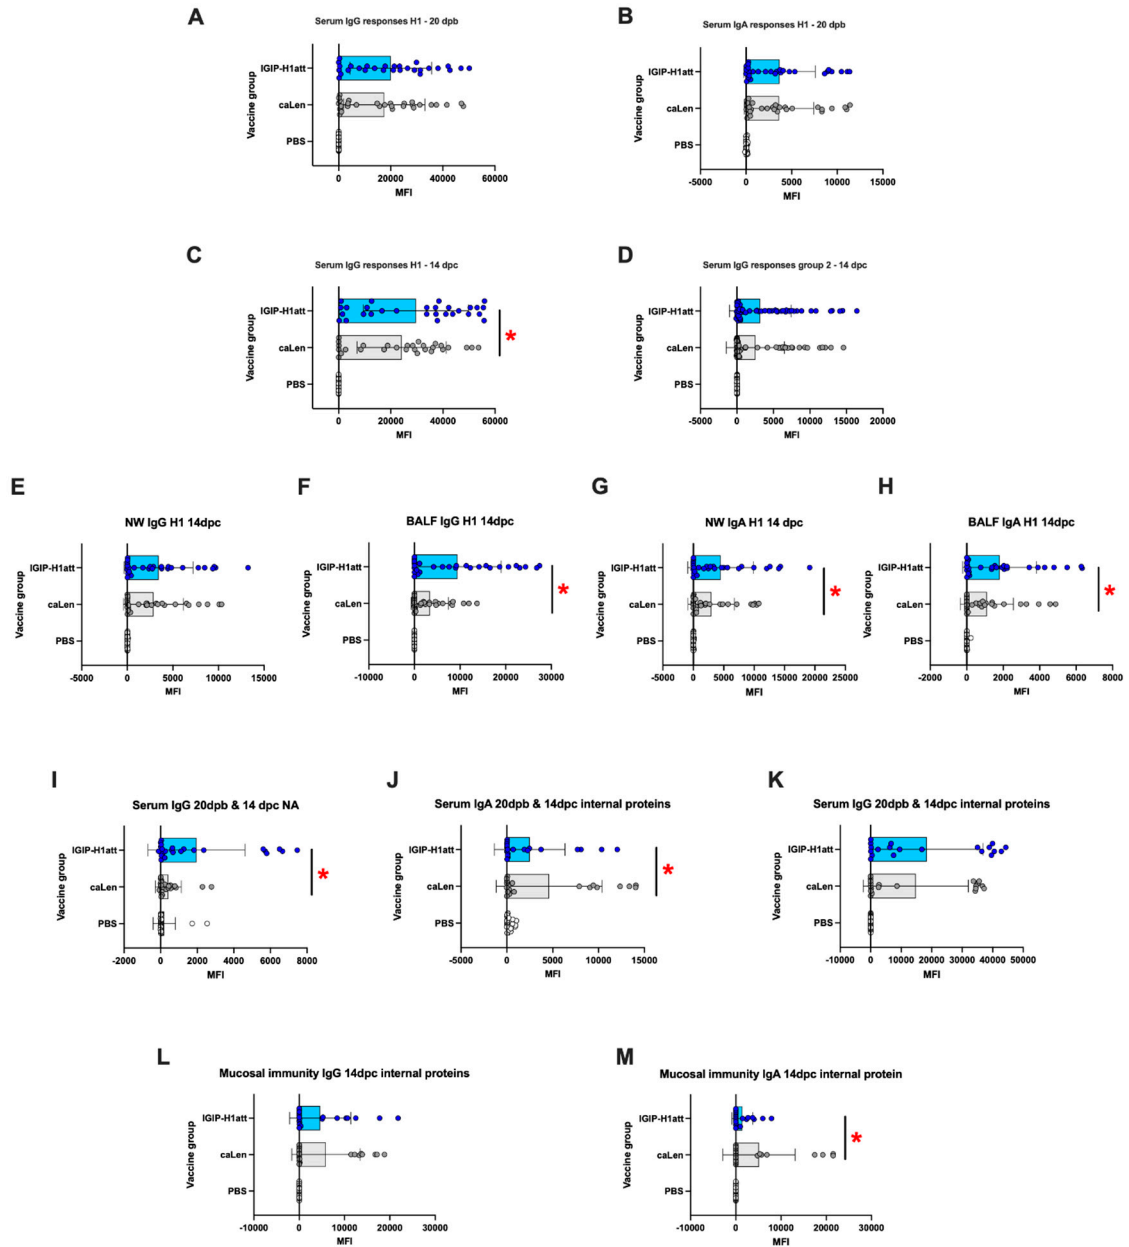 A
Serum IgG responses H1 - 20 dpb
Vaccine group
IGIP-H1att
caLen
PBS
0 20000 40000 60000
MFI
B
Serum IgA responses H1 - 20 dpb
Vaccine group
IGIP-H1att
caLen
PBS
-5000 0 5000 10000 15000
MFI
C
Serum IgG responses H1 - 14 dpc
Vaccine group
IGIP-H1att
caLen
PBS
*
0 20000 40000 60000
MFI
D
Serum IgG responses group 2 - 14 dpc
Vaccine group
IGIP-H1att
caLen
PBS
-5000 0 5000 10000 15000 20000
MFI
E
NW IgG H1 14dpc
Vaccine group
IGIP-H1att
caLen
PBS
-5000 0 5000 10000 15000
MFI
F
BALF IgG H1 14dpc
Vaccine group
IGIP-H1att
caLen
PBS
*
-10000 0 10000 20000 30000
MFI
G
NW IgA H1 14 dpc
Vaccine group
IGIP-H1att
caLen
PBS
*
-5000 0 5000 10000 15000 20000 25000
MFI
H
BALF IgA H1 14dpc
Vaccine group
IGIP-H1att
caLen
PBS
*
-2000 0 2000 4000 6000 8000
MFI
I
Serum IgG 20dpb & 14 dpc NA
Vaccine group
IGIP-H1att
caLen
PBS
*
-2000 0 2000 4000 6000 8000
MFI
J
Serum IgA 20dpb & 14dpc internal proteins
Vaccine group
IGIP-H1att
caLen
PBS
*
-5000 0 5000 10000 15000
MFI
K
Serum IgG 20dpb & 14dpc internal proteins
Vaccine group
IGIP-H1att
caLen
PBS
-10000 0 10000 20000 30000 40000 50000
MFI
L
Mucosal immunity IgG 14dpc internal proteins
Vaccine group
IGIP-H1att
caLen
PBS
-10000 0 10000 20000 30000
MFI
M
Mucosal immunity IgA 14dpc internal protein
Vaccine group
IGIP-H1att
caLen
PBS
*
-10000 0 10000 20000 30000
MFI